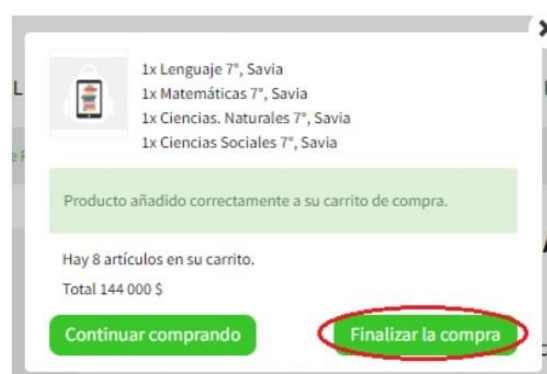 1x Lenguaje 7°, Savia
1x Matemáticas 7°, Savia
1x Ciencias. Naturales 7°, Savia
1x Ciencias Sociales 7°, Savia
Producto añadido correctamente a su carrito de compra.
Hay 8 artículos en su carrito.
Total 144 000 $
Continuar comprando
Finalizar la compra